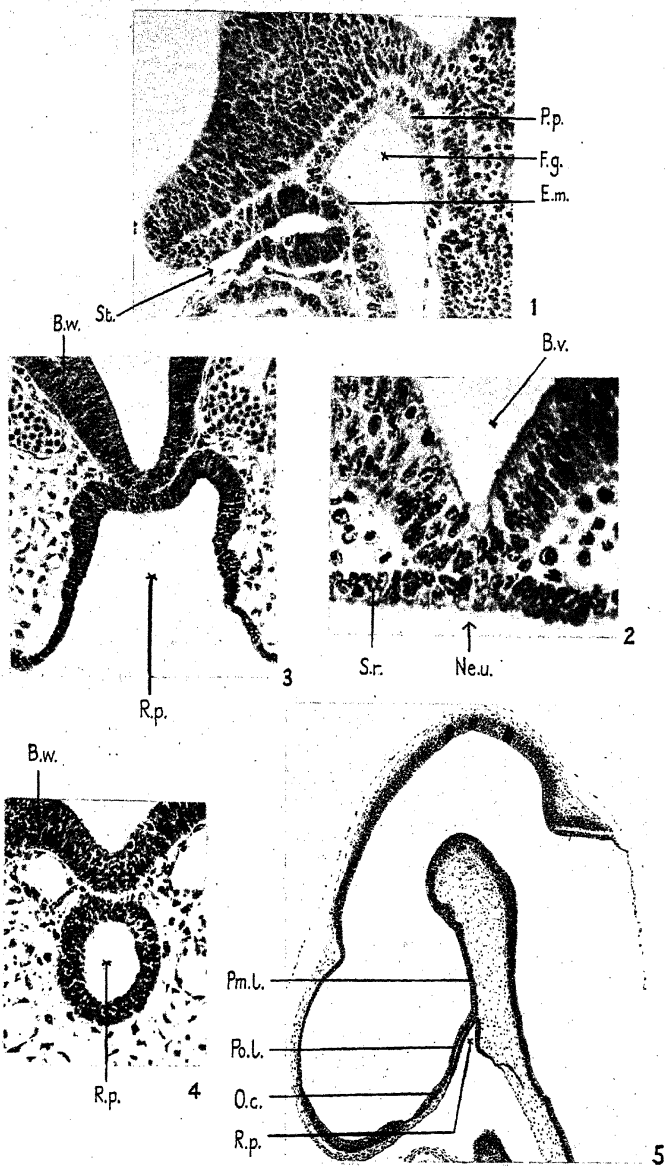 P.p.
F.g.
E.m.
St.
1
B.w.
B.v.
3
R.p.
2
S.r.
Ne.u.
B.w.
4
R.p.
Pm.l.
Po.l.
O.c.
R.p.
5